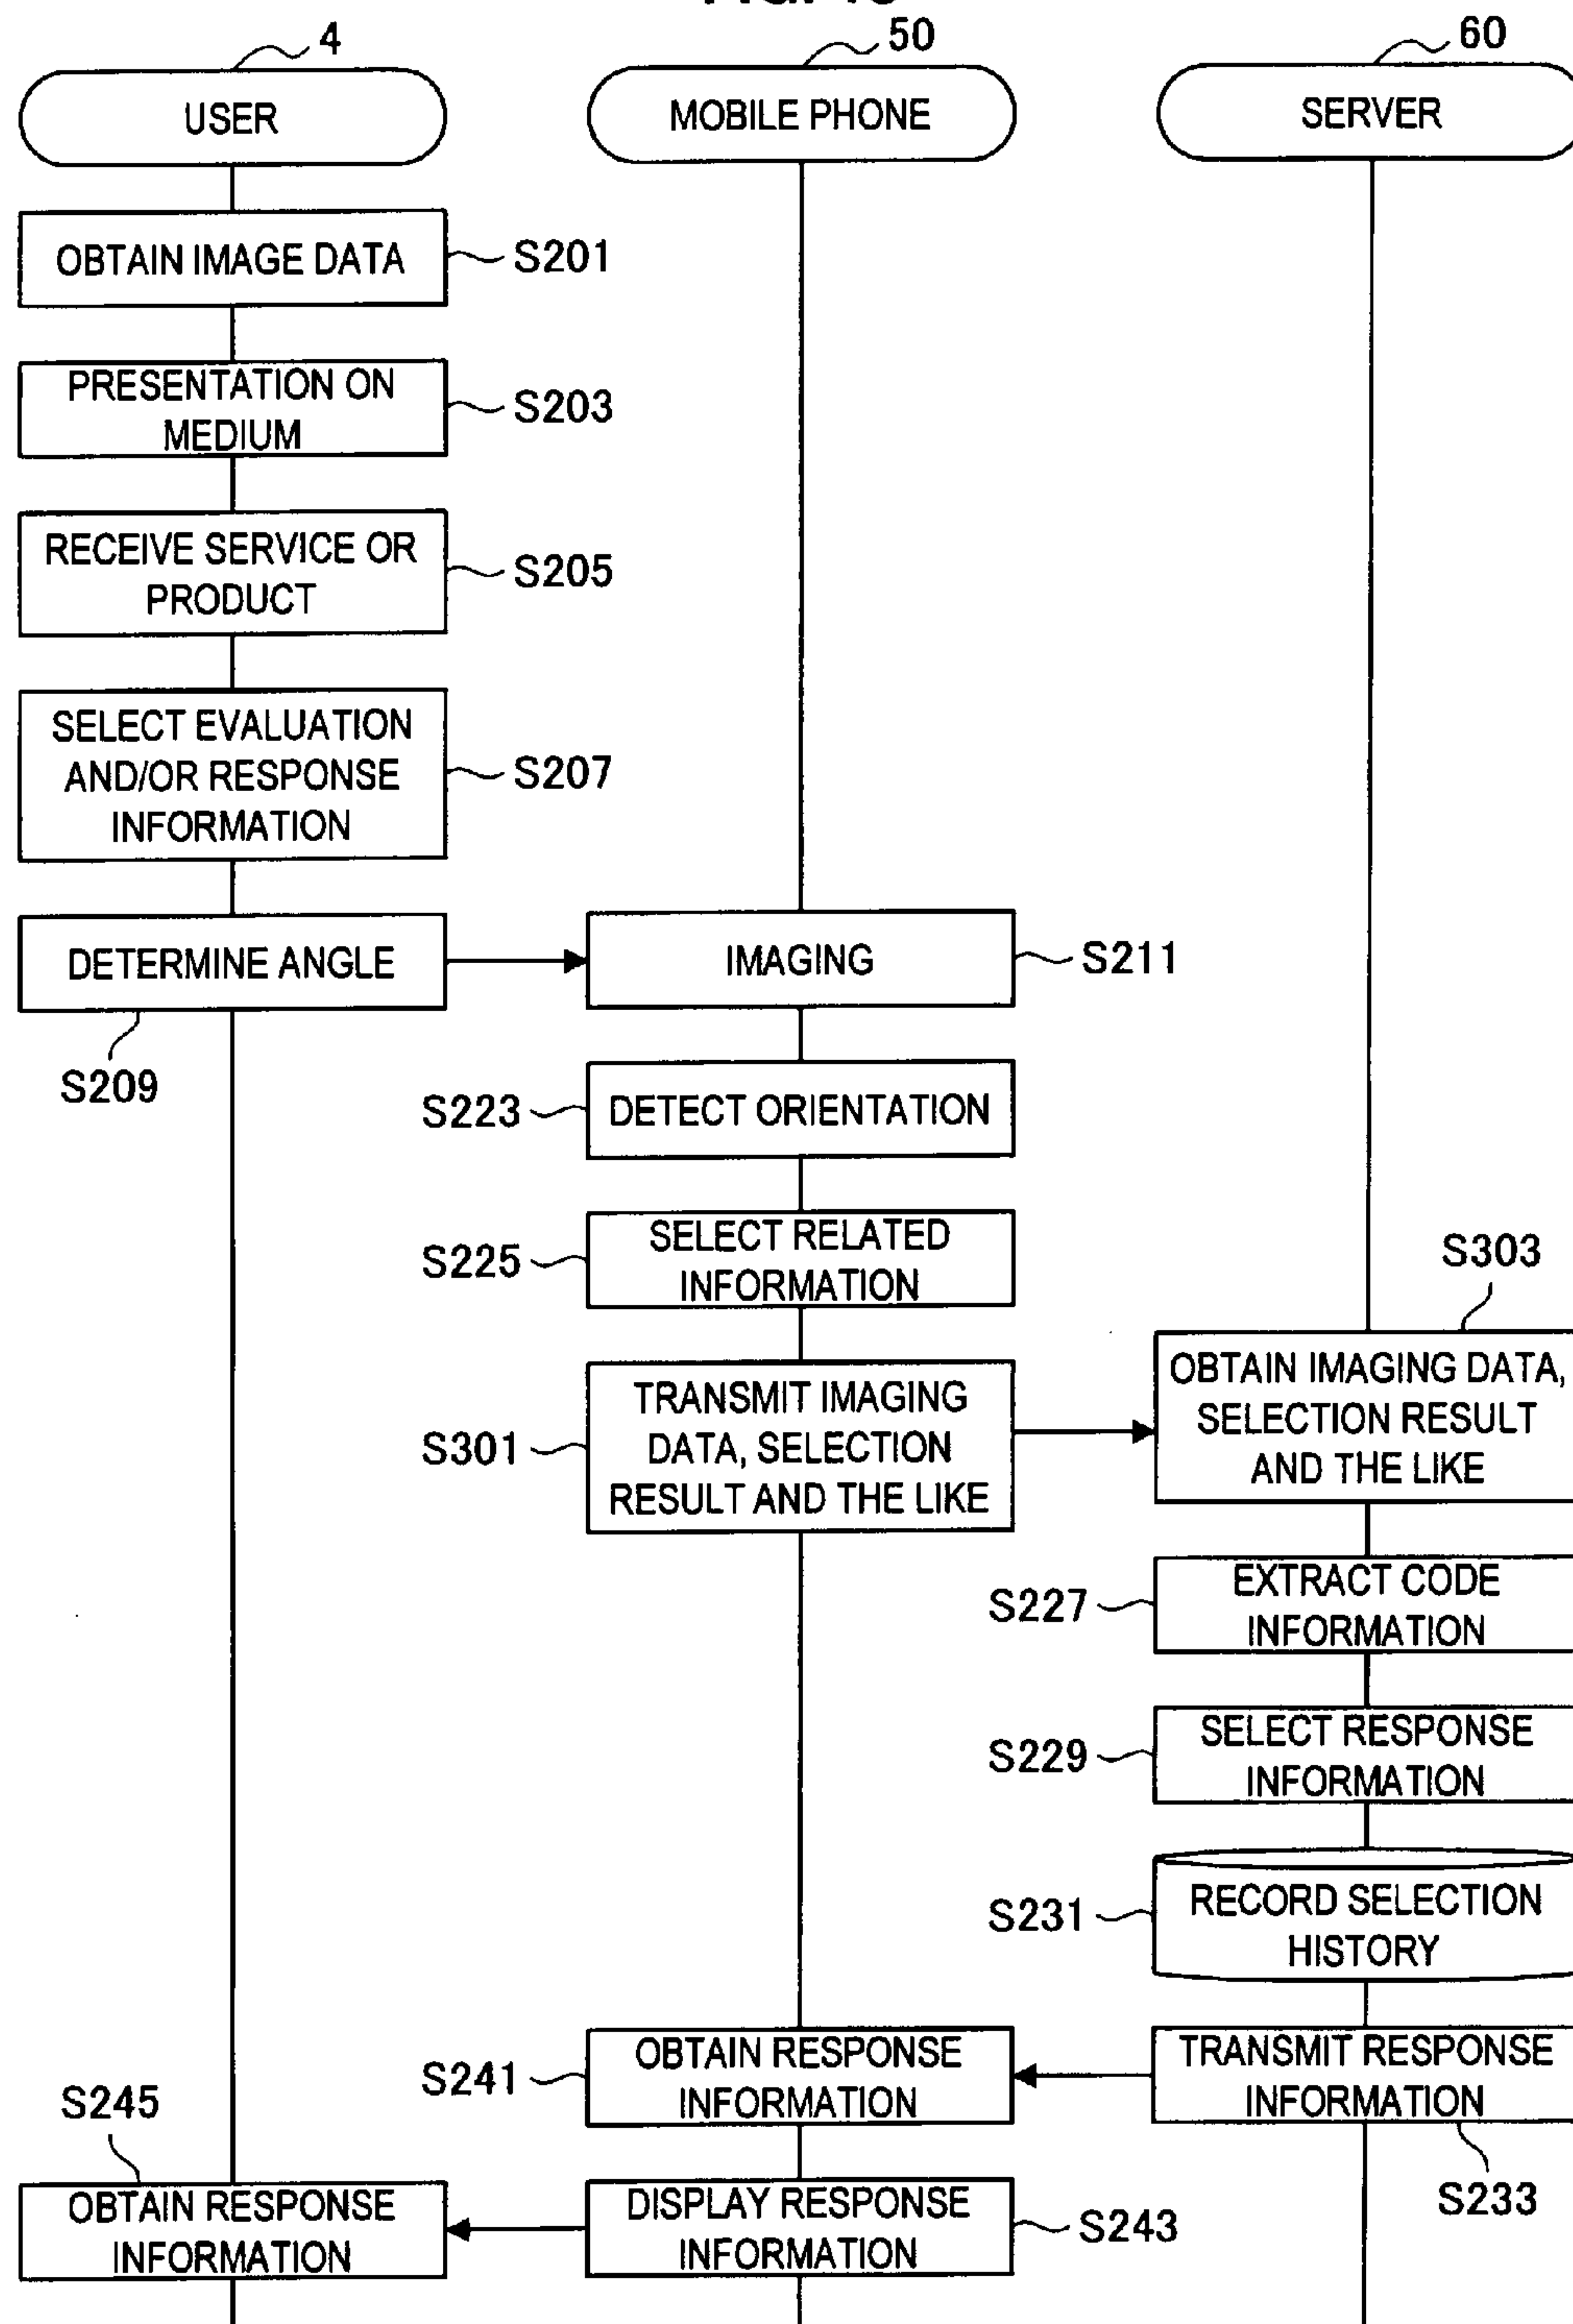 4
50
60
USER
MOBILE PHONE
SERVER
OBTAIN IMAGE DATA
S201
PRESENTATION ON
MEDIUM
S203
RECEIVE SERVICE OR
PRODUCT
S205
SELECT EVALUATION
AND/OR RESPONSE
INFORMATION
S207
DETERMINE ANGLE
S209
IMAGING
S211
S223
DETECT ORIENTATION
S225
SELECT RELATED
INFORMATION
S301
TRANSMIT IMAGING
DATA, SELECTION
RESULT AND THE LIKE
S303
OBTAIN IMAGING DATA,
SELECTION RESULT
AND THE LIKE
S227
EXTRACT CODE
INFORMATION
S229
SELECT RESPONSE
INFORMATION
S231
RECORD SELECTION
HISTORY
TRANSMIT RESPONSE
INFORMATION
S233
S241
OBTAIN RESPONSE
INFORMATION
DISPLAY RESPONSE
INFORMATION
S243
S245
OBTAIN RESPONSE
INFORMATION